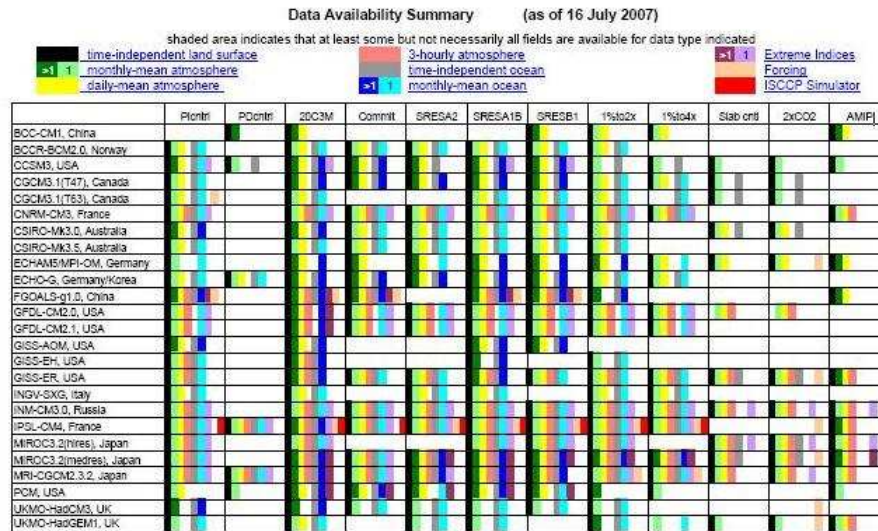 Data Availability Summary (as of 16 July 2007)
shaded area indicates that at least some but not necessarily all fields are available for data type indicated
time-independent land surface 3-hourly atmosphere >1 1 Extreme Indices
>1 1 monthly-mean atmosphere time-independent ocean Forcing
daily-mean atmosphere >1 1 monthly-mean ocean ISCCP Simulator
PIcntrl PDcntrl 20C3M Commit SRESA2 SRESA1B SRESB1 1%to2x 1%to4x Slab cntl 2xCO2 AMIP
BCC-CM1, China
BCCR-BCM2.0, Norway
CCSM3, USA
CGCM3.1(T47), Canada
CGCM3.1(T63), Canada
CNRM-CM3, France
CSIRO-Mk3.0, Australia
CSIRO-Mk3.5, Australia
ECHAM5/MPI-OM, Germany
ECHO-G, Germany/Korea
FGOALS-g1.0, China
GFDL-CM2.0, USA
GFDL-CM2.1, USA
GISS-AOM, USA
GISS-EH, USA
GISS-ER, USA
INGV-SXG, Italy
INM-CM3.0, Russia
IPSL-CM4, France
MIROC3.2(hires), Japan
MIROC3.2(medres), Japan
MRI-CGCM2.3.2, Japan
PCM, USA
UKMO-HadCM3, UK
UKMO-HadGEM1, UK